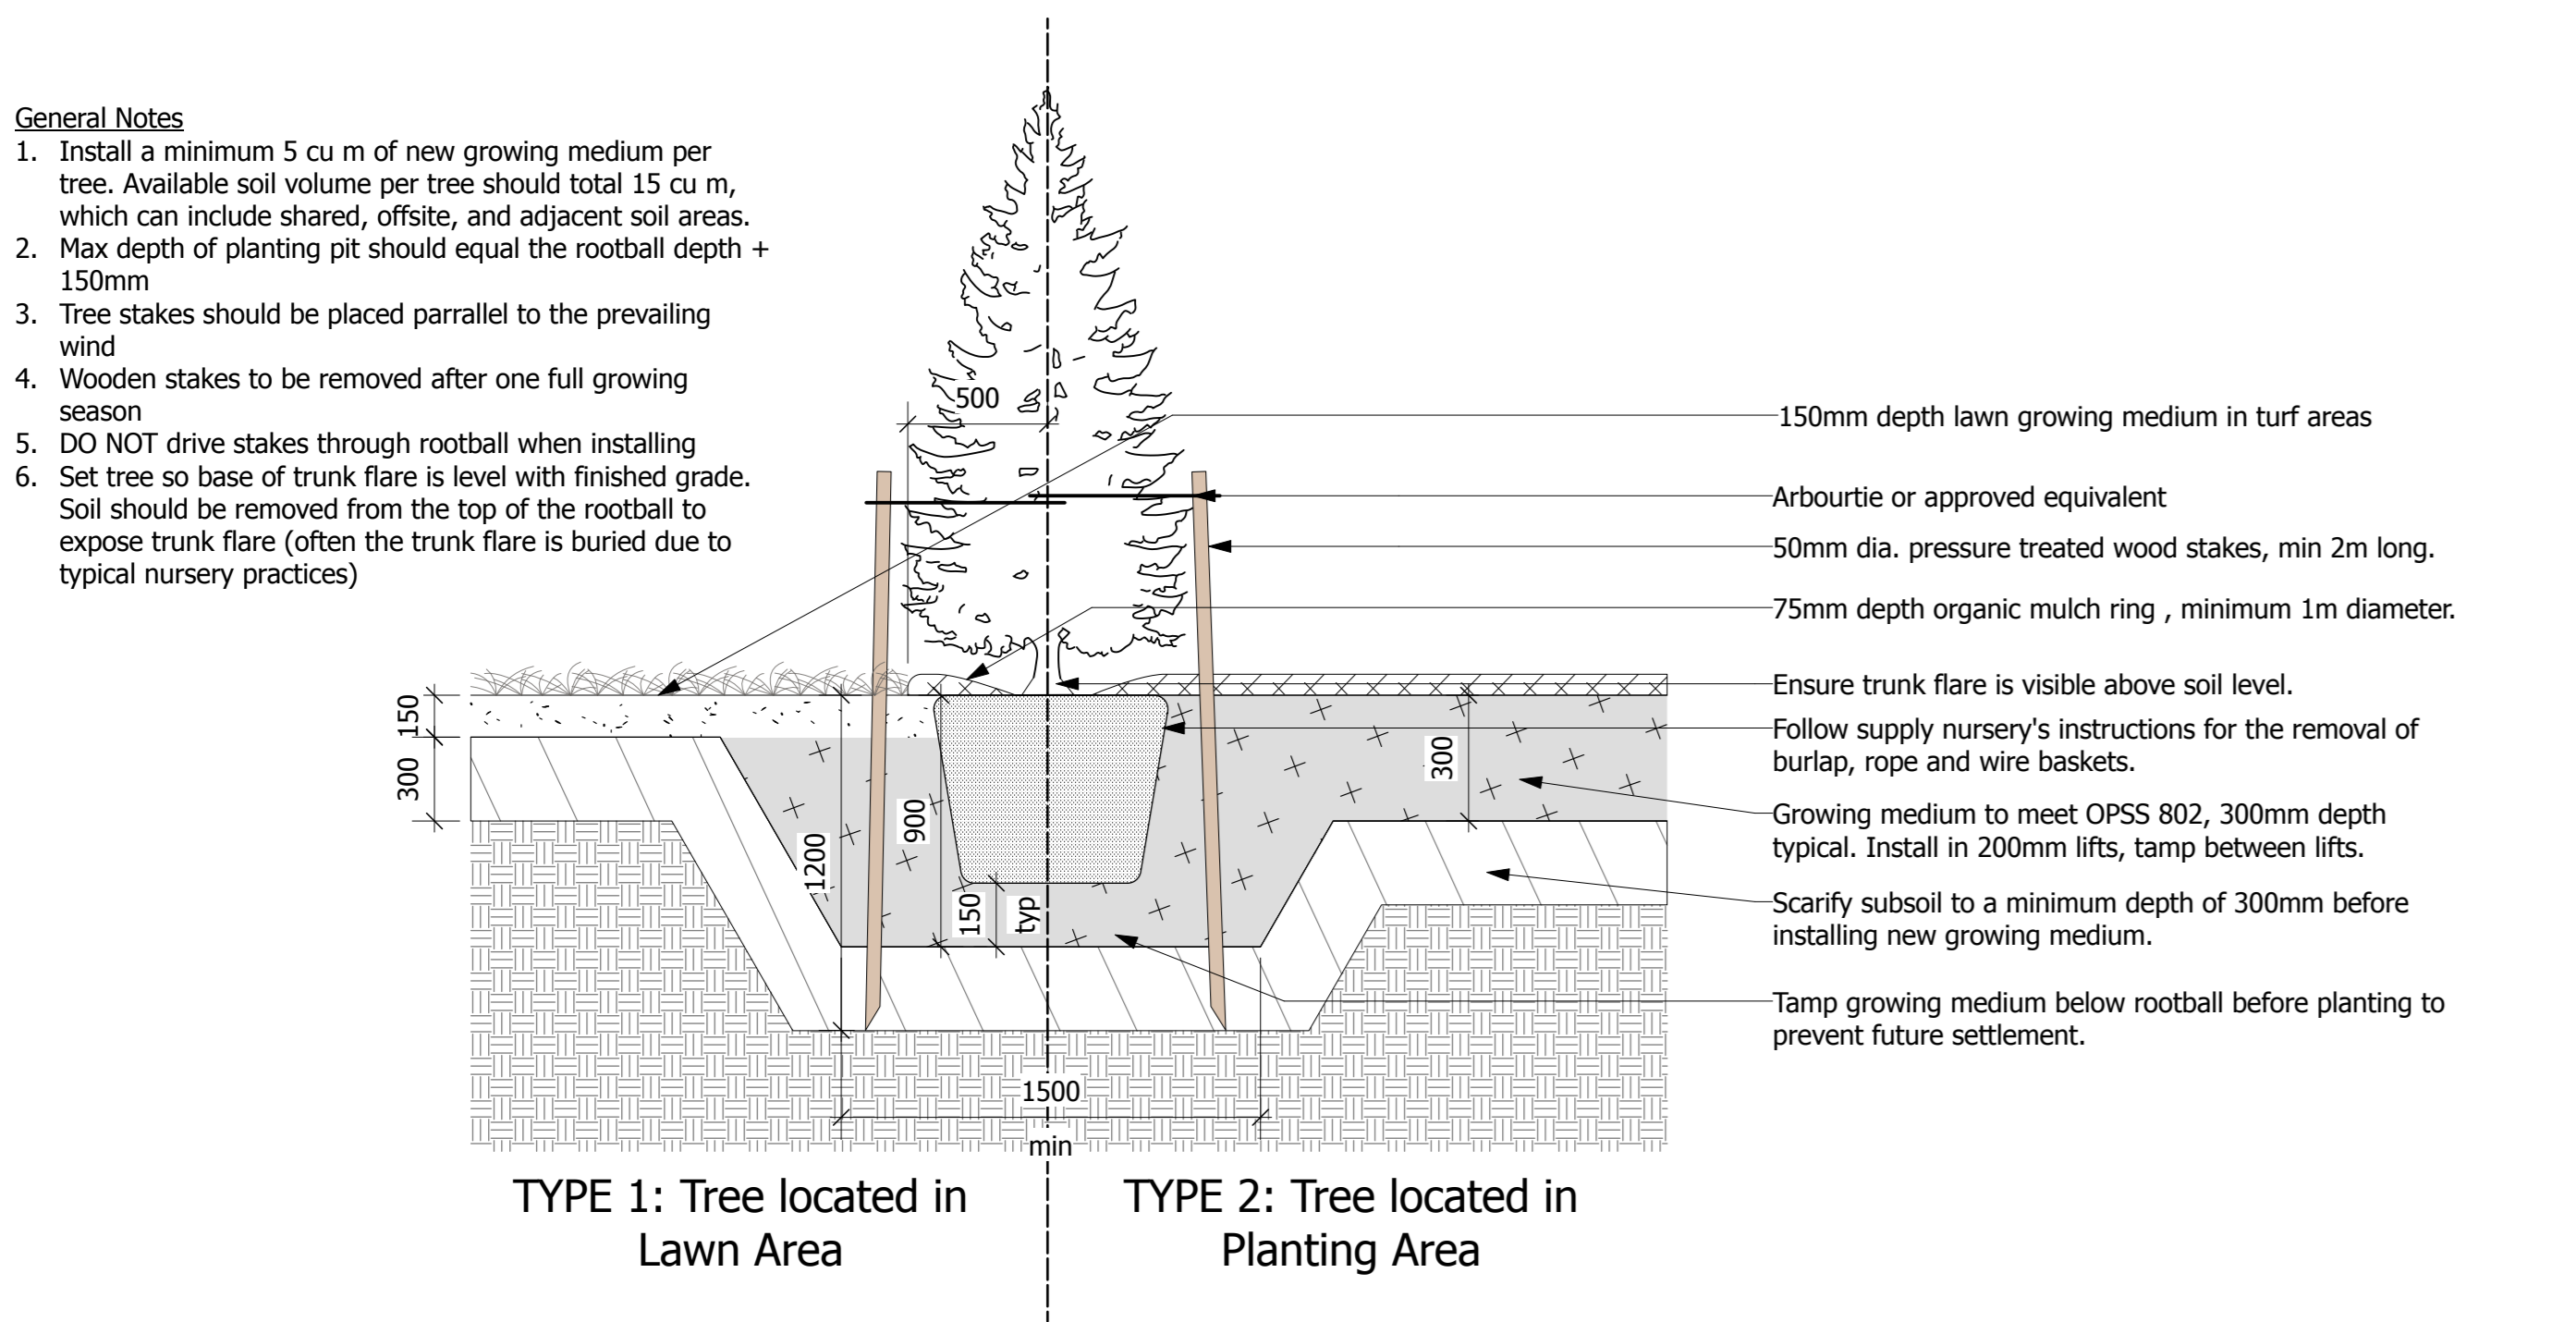 General Notes
1. Install a minimum 5 cu m of new growing medium per
tree. Available soil volume per tree should total 15 cu m,
which can include shared, offsite, and adjacent soil areas.
2. Max depth of planting pit should equal the rootball depth +
150mm
3. Tree stakes should be placed parrallel to the prevailing
wind
4. Wooden stakes to be removed after one full growing
season
5. DO NOT drive stakes through rootball when installing
6. Set tree so base of trunk flare is level with finished grade.
Soil should be removed from the top of the rootball to
expose trunk flare (often the trunk flare is buried due to
typical nursery practices)
500
150mm depth lawn growing medium in turf areas
Arbourtie or approved equivalent
50mm dia. pressure treated wood stakes, min 2m long.
75mm depth organic mulch ring , minimum 1m diameter.
Ensure trunk flare is visible above soil level.
Follow supply nursery's instructions for the removal of
burlap, rope and wire baskets.
Growing medium to meet OPSS 802, 300mm depth
typical. Install in 200mm lifts, tamp between lifts.
Scarify subsoil to a minimum depth of 300mm before
installing new growing medium.
Tamp growing medium below rootball before planting to
prevent future settlement.
150
300
1200
900
150
typ
300
1500
min
TYPE 1: Tree located in
Lawn Area
TYPE 2: Tree located in
Planting Area